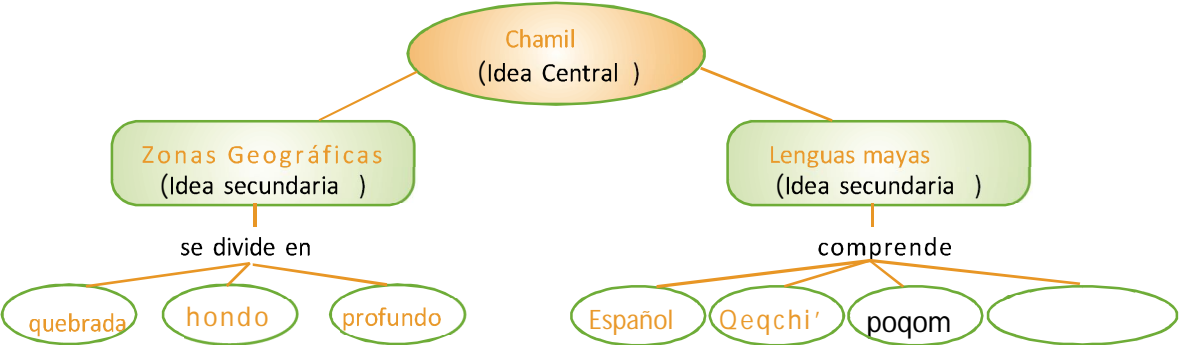 Chamil
(Idea Central )
Zonas Geográficas
(Idea secundaria )
Lenguas mayas
(Idea secundaria )
se divide en
comprende
quebrada
hondo
profundo
Español
Qeqchi'
poqom